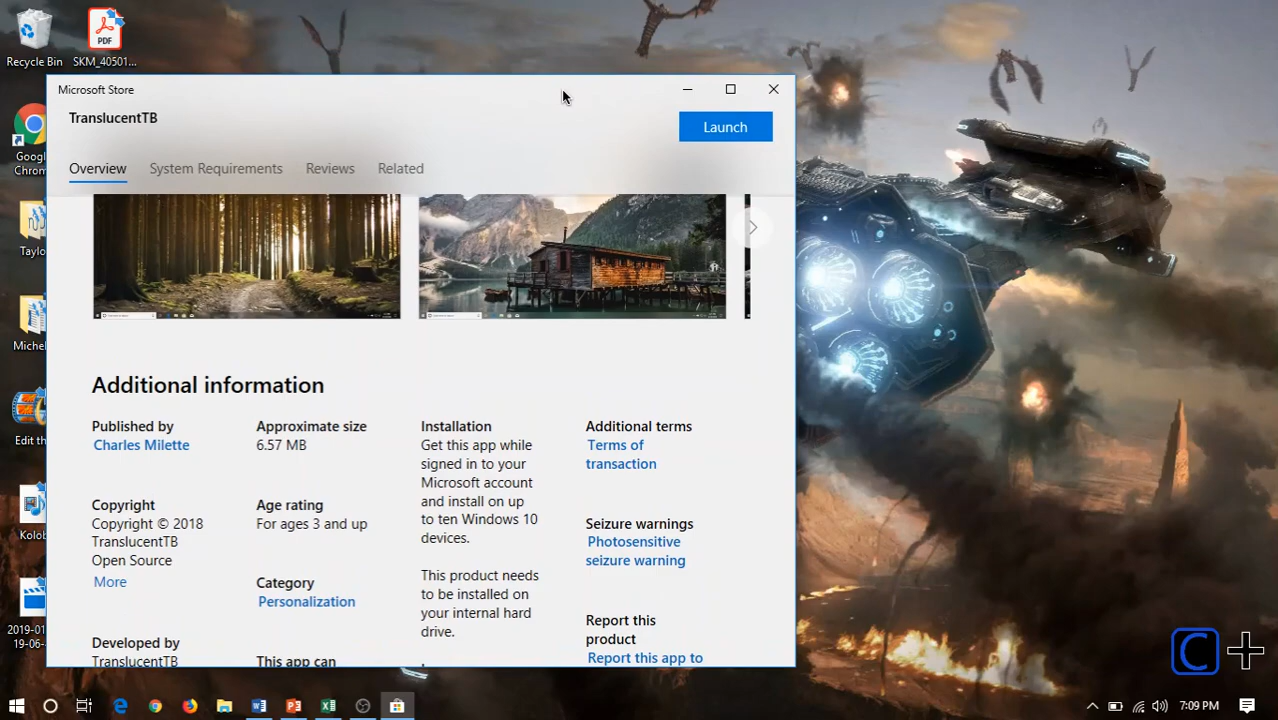 Recycle Bin
PDF
SKM_40501...
Google
Chrom
Taylo
Michel
Edit th
Kolob
2019-01
19-06-
Microsoft Store
TranslucentTB
Launch
Overview
System Requirements
Reviews
Related
Additional information
Published by
Charles Milette
Copyright
Copyright © 2018
TranslucentTB
Open Source
More
Developed by
TranslucentTB
Approximate size
6.57 MB
Age rating
For ages 3 and up
Category
Personalization
This app can
Installation
Get this app while
signed in to your
Microsoft account
and install on up
to ten Windows 10
devices.
This product needs
to be installed on
your internal hard
drive.
Additional terms
Terms of
transaction
Seizure warnings
Photosensitive
seizure warning
Report this
product
Report this app to
C
7:09 PM